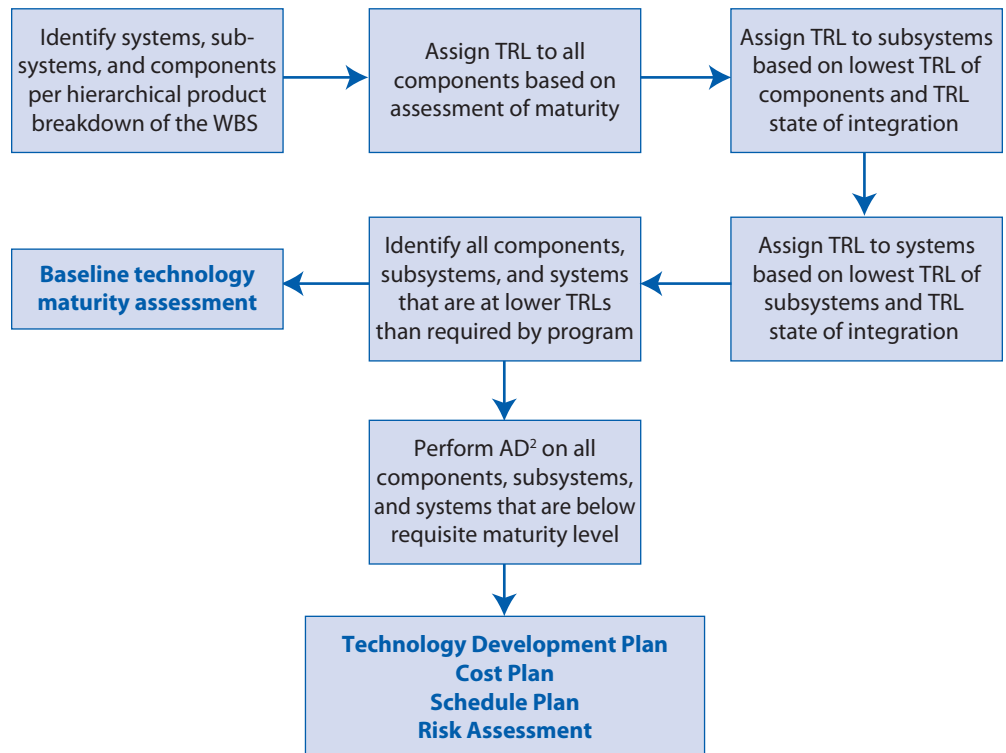 Identify systems, sub-
systems, and components
per hierarchical product
breakdown of the WBS
Assign TRL to all
components based on
assessment of maturity
Assign TRL to subsystems
based on lowest TRL of
components and TRL
state of integration
Assign TRL to systems
based on lowest TRL of
subsystems and TRL
state of integration
Identify all components,
subsystems, and systems
that are at lower TRLs
than required by program
Baseline technology
maturity assessment
Perform AD² on all
components, subsystems,
and systems that are below
requisite maturity level
Technology Development Plan
Cost Plan
Schedule Plan
Risk Assessment